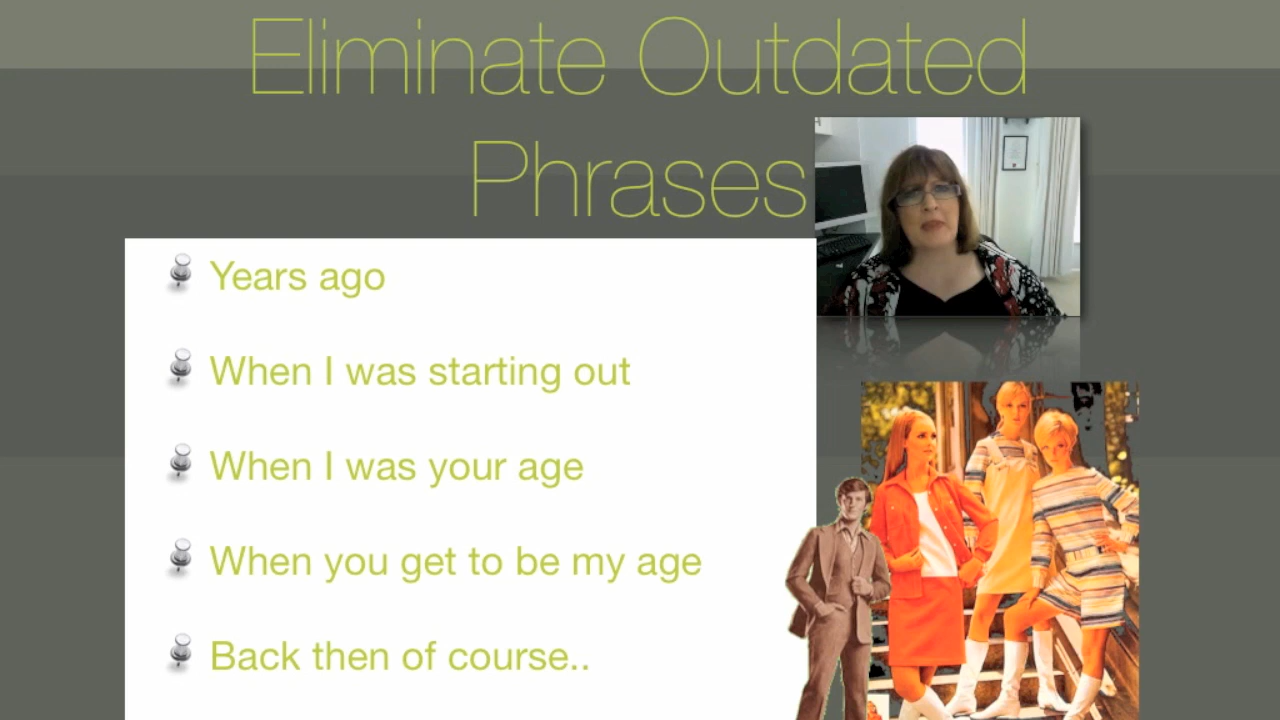 Eliminate Outdated
Phrases
Years ago
When I was starting out
When I was your age
When you get to be my age
Back then of course..